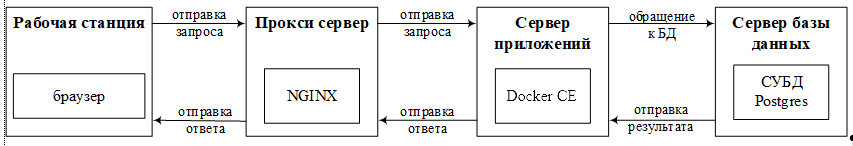 Рабочая станция
браузер
отправка
запроса
отправка
ответа
Прокси сервер
NGINX
отправка
запроса
отправка
ответа
Сервер
приложений
Docker CE
обращение
к БД
отправка
результата
Сервер базы
данных
СУБД
Postgres